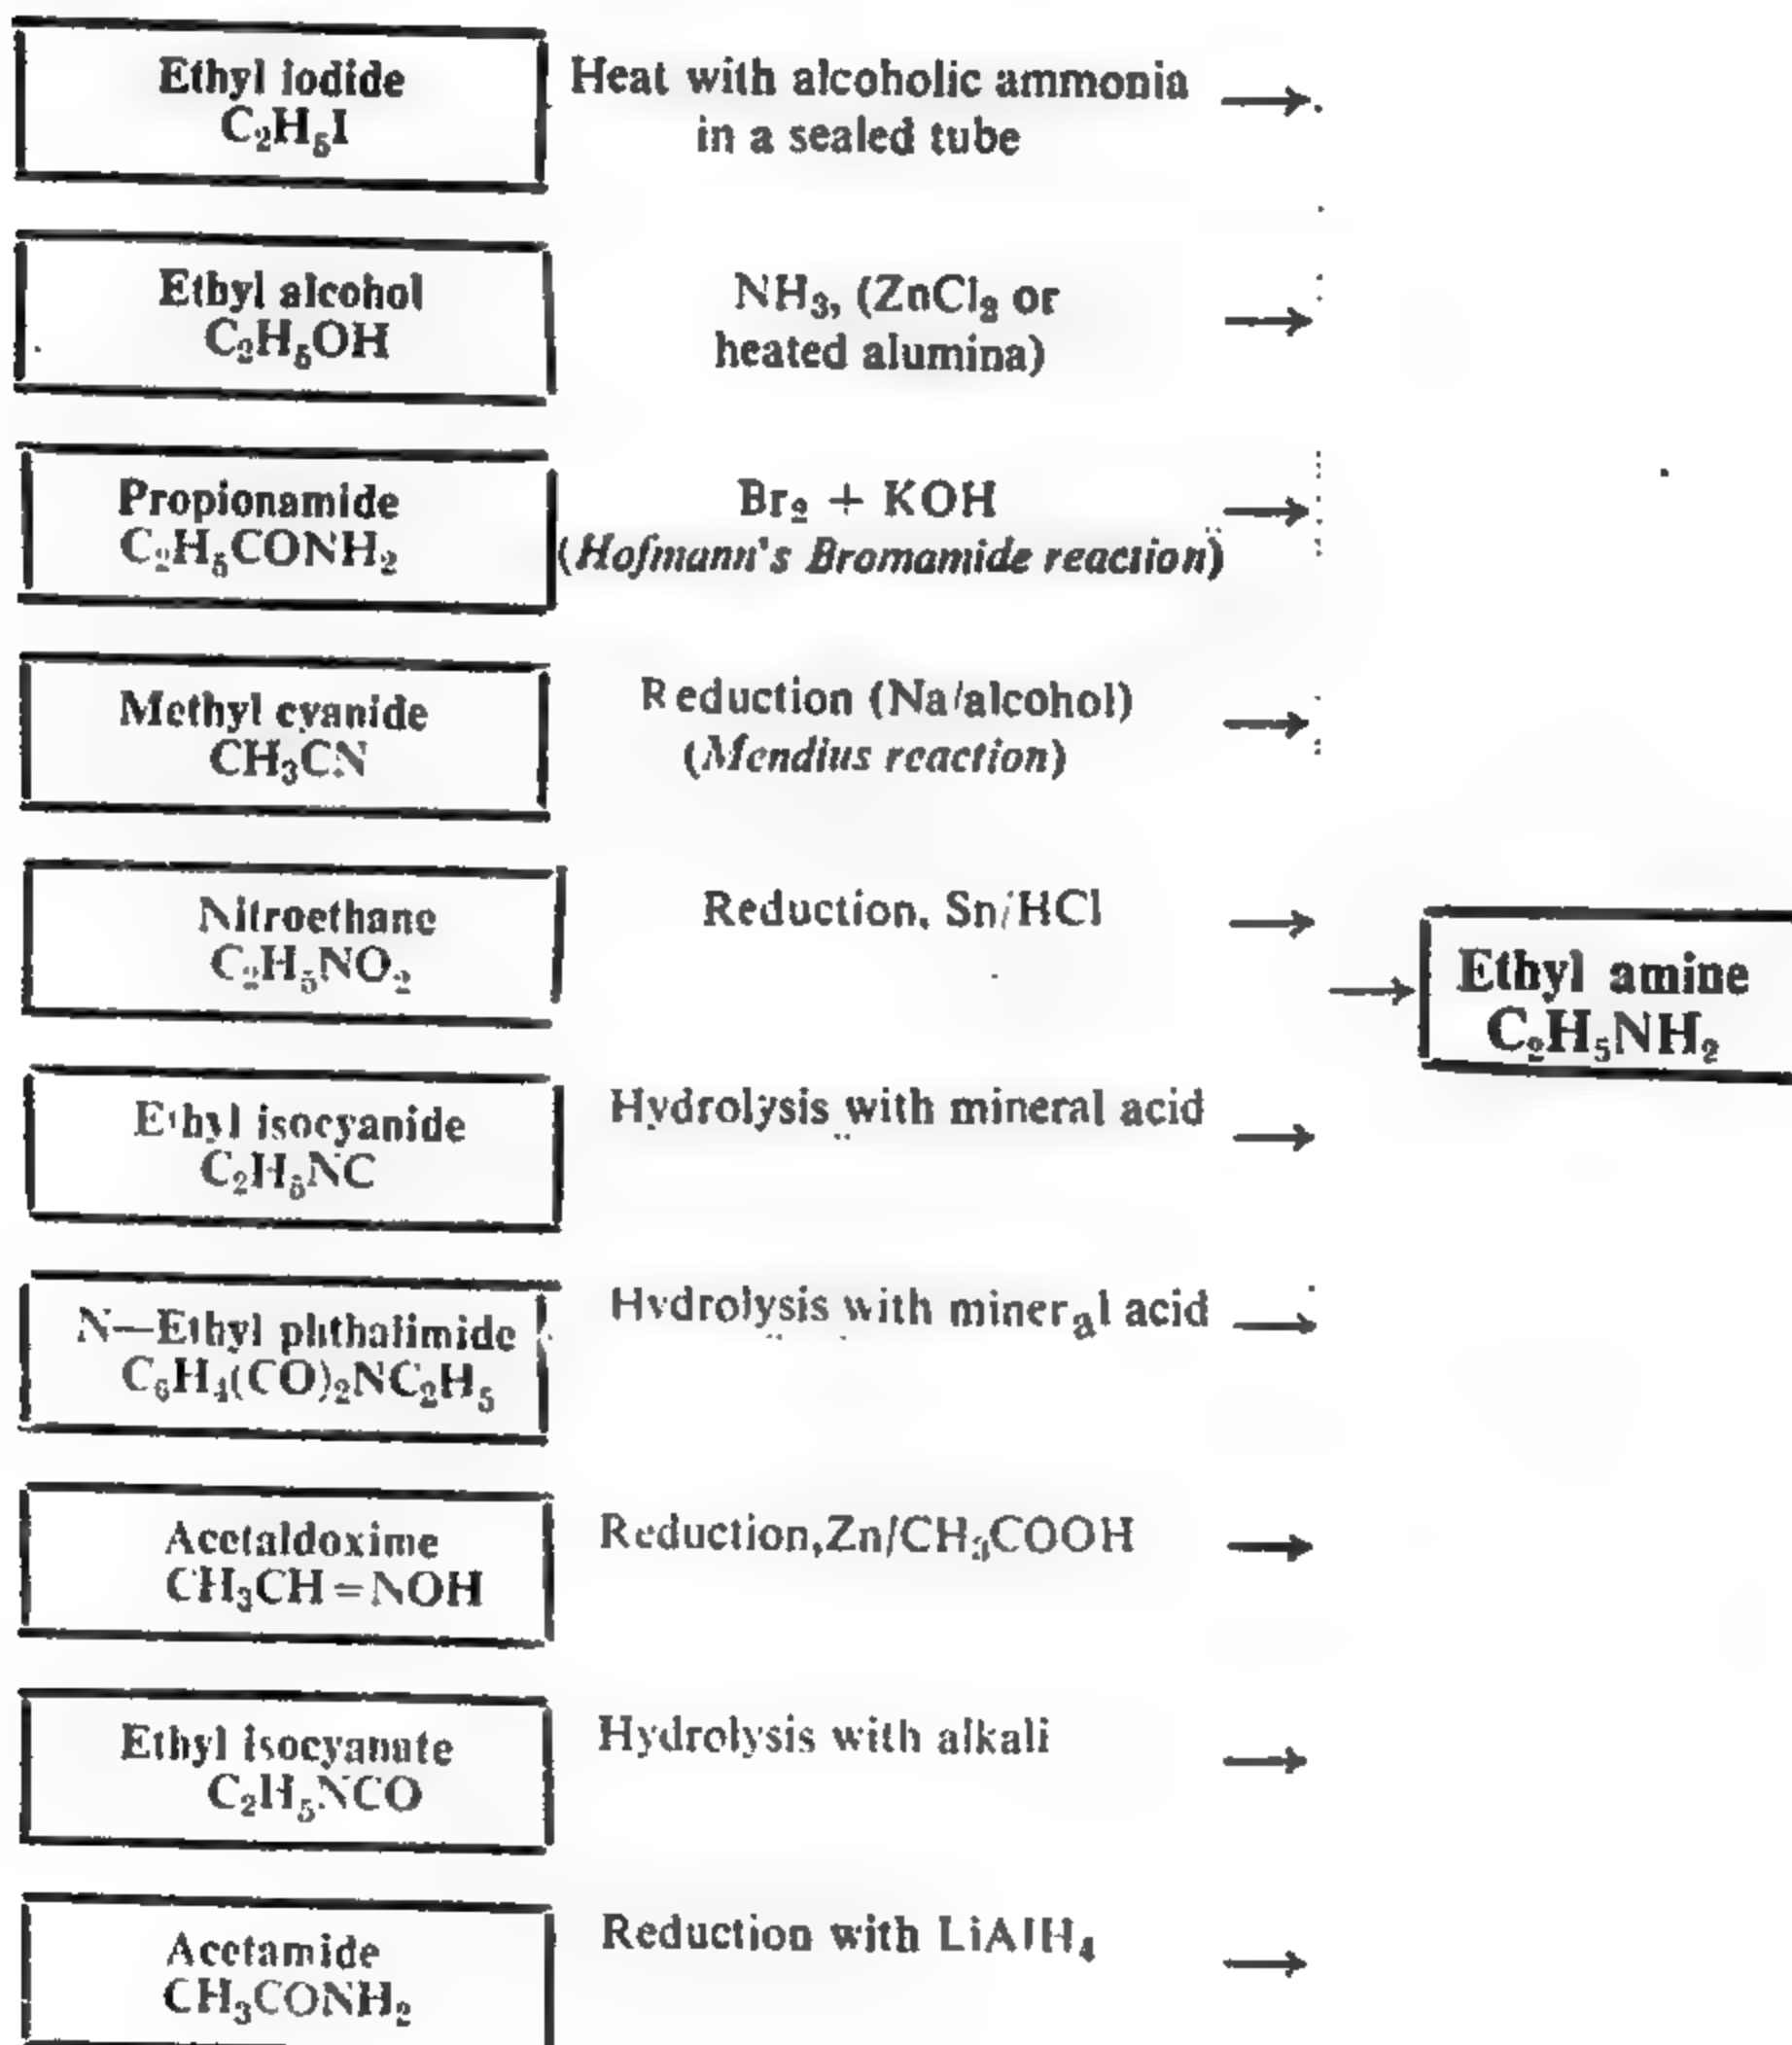 Ethyl iodide
C₂H₅I
Heat with alcoholic ammonia
in a sealed tube
Ethyl alcohol
C₂H₅OH
NH₃, (ZnCl₂ or
heated alumina)
Propionamide
C₂H₅CONH₂
Br₂ + KOH
(Hofmann's Bromamide reaction)
Methyl cyanide
CH₃CN
Reduction (Na/alcohol)
(Mendius reaction)
Nitroethane
C₂H₅NO₂
Reduction, Sn/HCl
Ethyl amine
C₂H₅NH₂
Ethyl isocyanide
C₂H₅NC
Hydrolysis with mineral acid
N—Ethyl phthalimide
C₆H₄(CO)₂NC₂H₅
Hydrolysis with mineral acid
Acetaldoxime
CH₃CH=NOH
Reduction, Zn/CH₃COOH
Ethyl isocyanate
C₂H₅NCO
Hydrolysis with alkali
Acetamide
CH₃CONH₂
Reduction with LiAlH₄